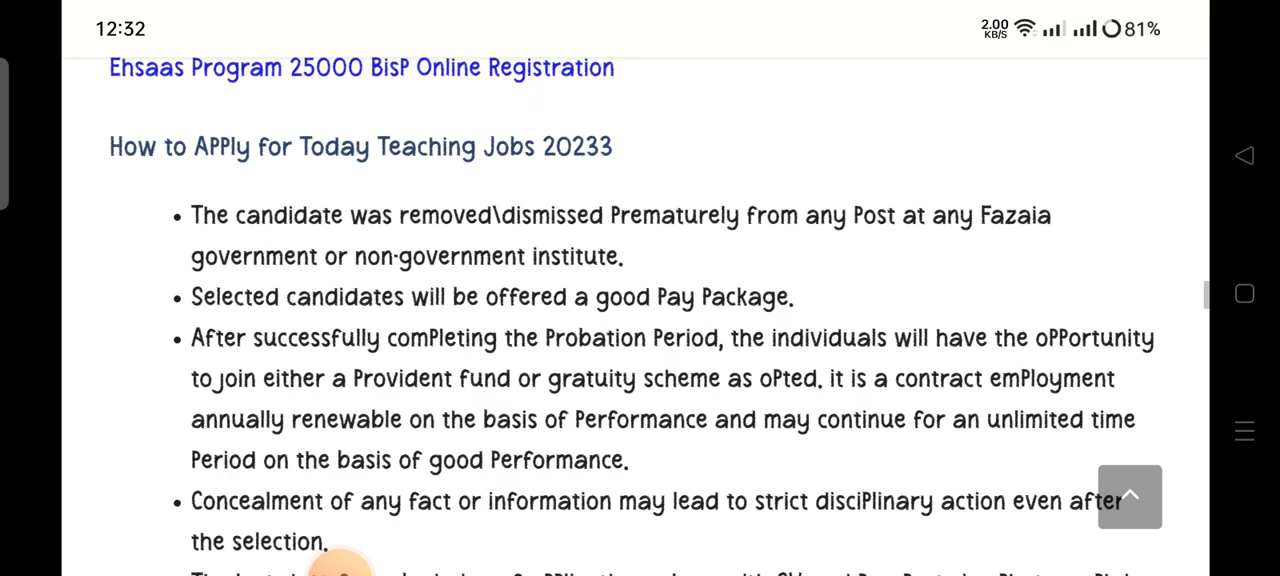 12:32
2.00 KB/S 81%
Ehsaas Program 25000 BisP Online Registration
How to APPly for Today Teaching Jobs 20233
• The candidate was removed\dismissed Prematurely from any Post at any Fazaia
government or non-government institute.
• Selected candidates will be offered a good Pay Package.
• After successfully comPleting the Probation Period, the individuals will have the oPPortunity
to join either a Provident fund or gratuity scheme as oPted. it is a contract emPloyment
annually renewable on the basis of Performance and may continue for an unlimited time
Period on the basis of good Performance.
• Concealment of any fact or information may lead to strict disciPlinary action even after
the selection.